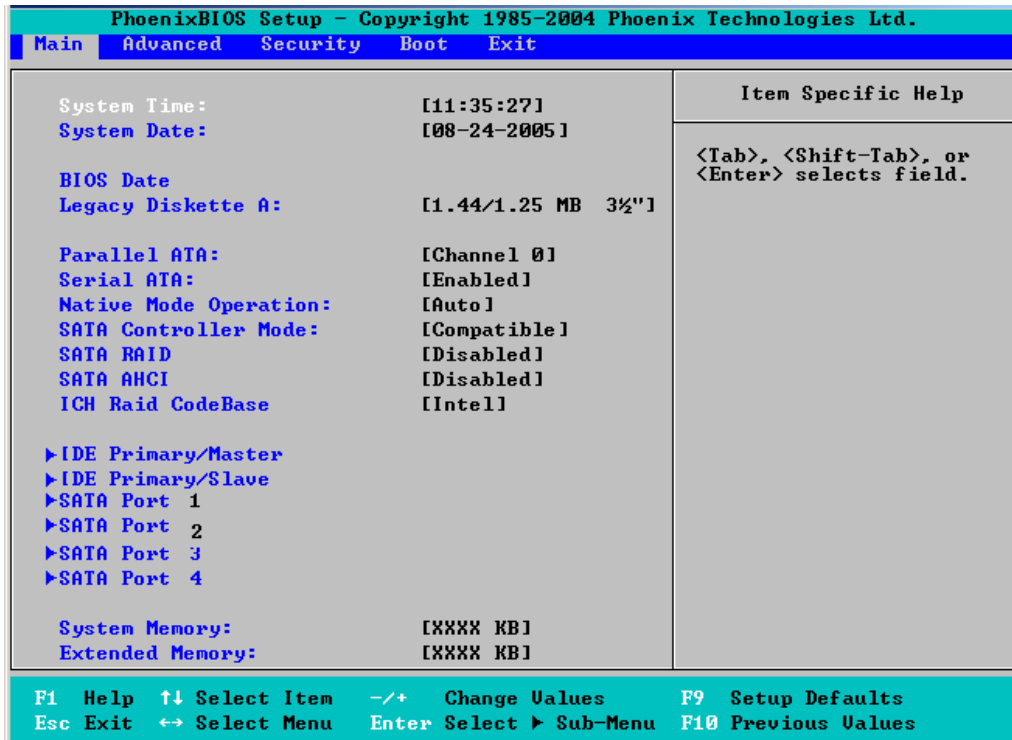 PhoenixBIOS Setup - Copyright 1985-2004 Phoenix Technologies Ltd.
Main Advanced Security Boot Exit
System Time: [11:35:27]
System Date: [08-24-2005]
BIOS Date
Legacy Diskette A: [1.44/1.25 MB 3½"]
Parallel ATA: [Channel 0]
Serial ATA: [Enabled]
Native Mode Operation: [Auto]
SATA Controller Mode: [Compatible]
SATA RAID [Disabled]
SATA AHCI [Disabled]
ICH Raid CodeBase [Intel]
▶IDE Primary/Master
▶IDE Primary/Slave
▶SATA Port 1
▶SATA Port 2
▶SATA Port 3
▶SATA Port 4
System Memory: [XXXX KB]
Extended Memory: [XXXX KB]
Item Specific Help
<Tab>, <Shift-Tab>, or
<Enter> selects field.
F1 Help ↑↓ Select Item -/+ Change Values F9 Setup Defaults
Esc Exit ↔ Select Menu Enter Select ▶ Sub-Menu F10 Previous Values